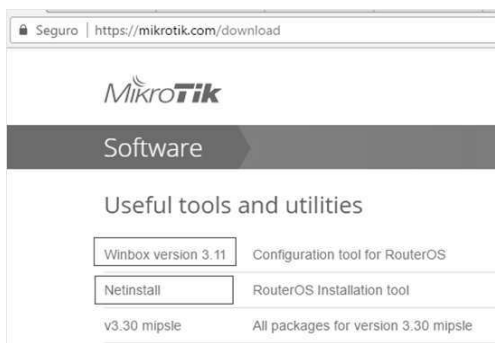 Seguro | https://mikrotik.com/download
MikroTik
Software
Useful tools and utilities
Winbox version 3.11 Configuration tool for RouterOS
Netinstall RouterOS Installation tool
v3.30 mipsle All packages for version 3.30 mipsle